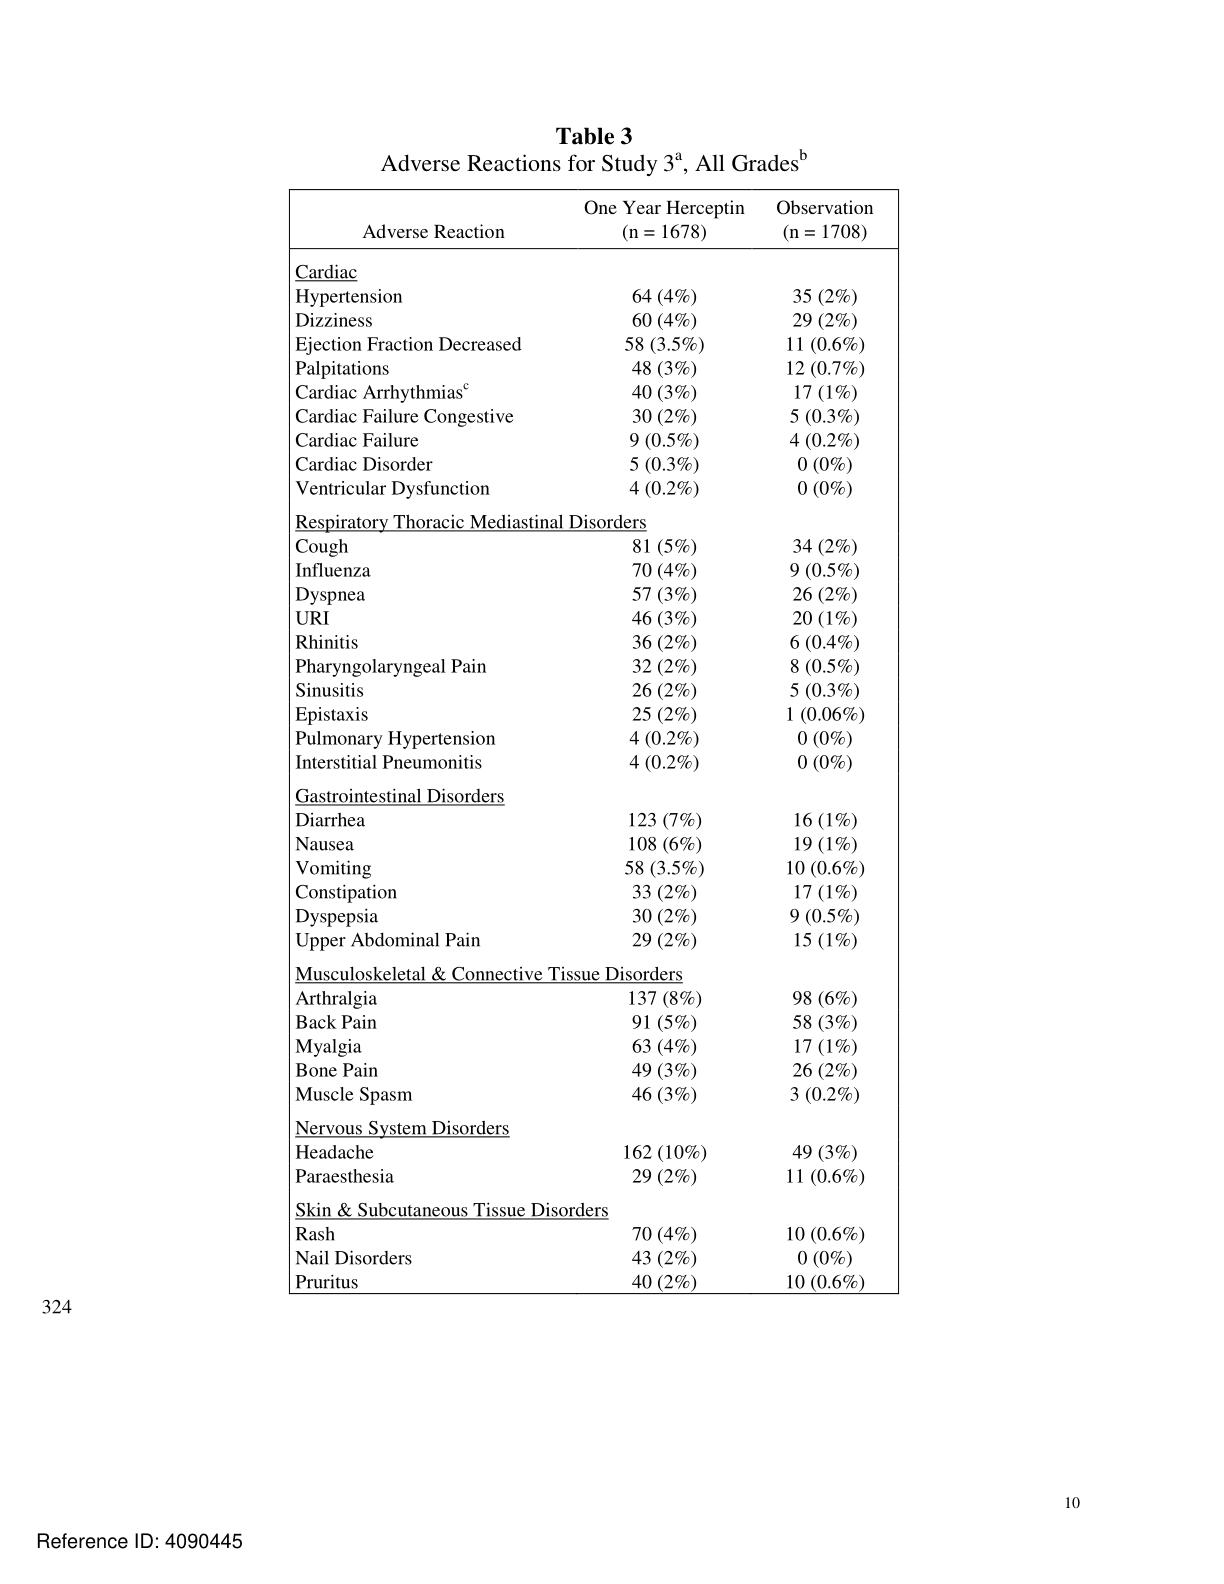 Table 3
Adverse Reactions for Study 3a, All Gradesb
One Year Herceptin Observation
Adverse Reaction (n = 1678) (n = 1708)
Cardiac
Hypertension 64 (4%) 35 (2%)
Dizziness 60 (4%) 29 (2%)
Ejection Fraction Decreased 58 (3.5%) 11 (0.6%)
Palpitations 48 (3%) 12 (0.7%)
Cardiac Arrhythmiasc 40 (3%) 17 (1%)
Cardiac Failure Congestive 30 (2%) 5 (0.3%)
Cardiac Failure 9 (0.5%) 4 (0.2%)
Cardiac Disorder 5 (0.3%) 0 (0%)
Ventricular Dysfunction 4 (0.2%) 0 (0%)
Respiratory Thoracic Mediastinal Disorders
Cough 81 (5%) 34 (2%)
Influenza 70 (4%) 9 (0.5%)
Dyspnea 57 (3%) 26 (2%)
URI 46 (3%) 20 (1%)
Rhinitis 36 (2%) 6 (0.4%)
Pharyngolaryngeal Pain 32 (2%) 8 (0.5%)
Sinusitis 26 (2%) 5 (0.3%)
Epistaxis 25 (2%) 1 (0.06%)
Pulmonary Hypertension 4 (0.2%) 0 (0%)
Interstitial Pneumonitis 4 (0.2%) 0 (0%)
Gastrointestinal Disorders
Diarrhea 123 (7%) 16 (1%)
Nausea 108 (6%) 19 (1%)
Vomiting 58 (3.5%) 10 (0.6%)
Constipation 33 (2%) 17 (1%)
Dyspepsia 30 (2%) 9 (0.5%)
Upper Abdominal Pain 29 (2%) 15 (1%)
Musculoskeletal & Connective Tissue Disorders
Arthralgia 137 (8%) 98 (6%)
Back Pain 91 (5%) 58 (3%)
Myalgia 63 (4%) 17 (1%)
Bone Pain 49 (3%) 26 (2%)
Muscle Spasm 46 (3%) 3 (0.2%)
Nervous System Disorders
Headache 162 (10%) 49 (3%)
Paraesthesia 29 (2%) 11 (0.6%)
Skin & Subcutaneous Tissue Disorders
Rash 70 (4%) 10 (0.6%)
Nail Disorders 43 (2%) 0 (0%)
Pruritus 40 (2%) 10 (0.6%)
324
10
Reference ID: 4090445